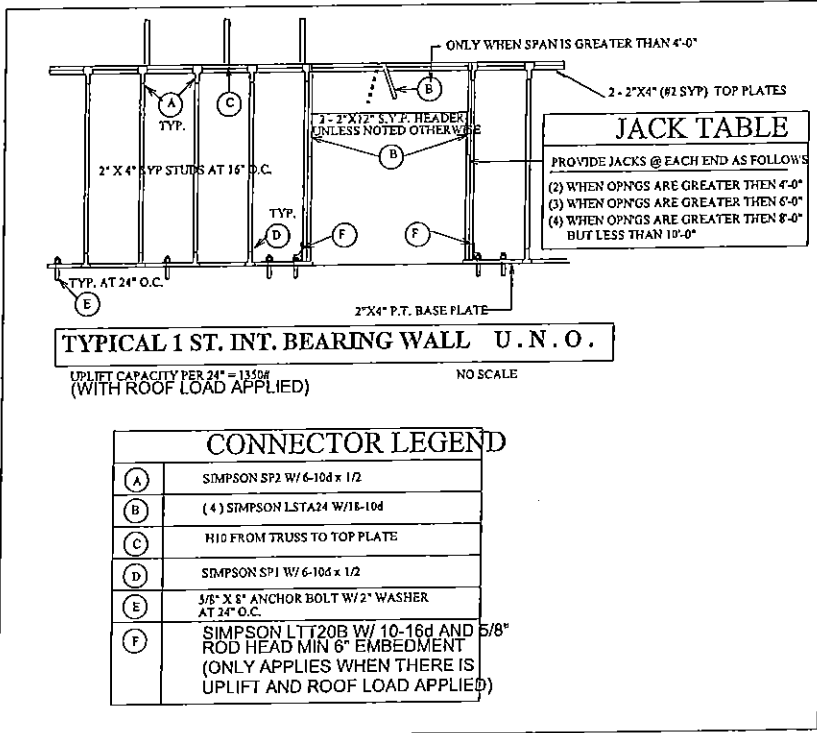 ONLY WHEN SPAN IS GREATER THAN 4'-0"
B
A
TYP.
C
2 - 2"X4" (#2 SYP) TOP PLATES
2 - 2"X12" S.Y.P. HEADER
UNLESS NOTED OTHERWISE
B
JACK TABLE
PROVIDE JACKS @ EACH END AS FOLLOWS
(2) WHEN OPN'GS ARE GREATER THEN 4'-0"
(3) WHEN OPN'GS ARE GREATER THEN 6'-0"
(4) WHEN OPN'GS ARE GREATER THEN 8'-0"
BUT LESS THAN 10'-0"
2" X 4" SYP STUDS AT 16" O.C.
TYP.
D
F
F
TYP. AT 24" O.C.
E
2"X4" P.T. BASE PLATE
TYPICAL 1 ST. INT. BEARING WALL U.N.O.
UPLIFT CAPACITY PER 24" = 1350#
(WITH ROOF LOAD APPLIED)
NO SCALE
CONNECTOR LEGEND
A SIMPSON SP2 W/ 6-10d x 1/2
B (4) SIMPSON LSTA24 W/18-10d
C H10 FROM TRUSS TO TOP PLATE
D SIMPSON SP1 W/ 6-10d x 1/2
E 5/8" X 8" ANCHOR BOLT W/ 2" WASHER
AT 24" O.C.
F SIMPSON LTT20B W/ 10-16d AND 5/8"
ROD HEAD MIN 6" EMBEDMENT
(ONLY APPLIES WHEN THERE IS
UPLIFT AND ROOF LOAD APPLIED)